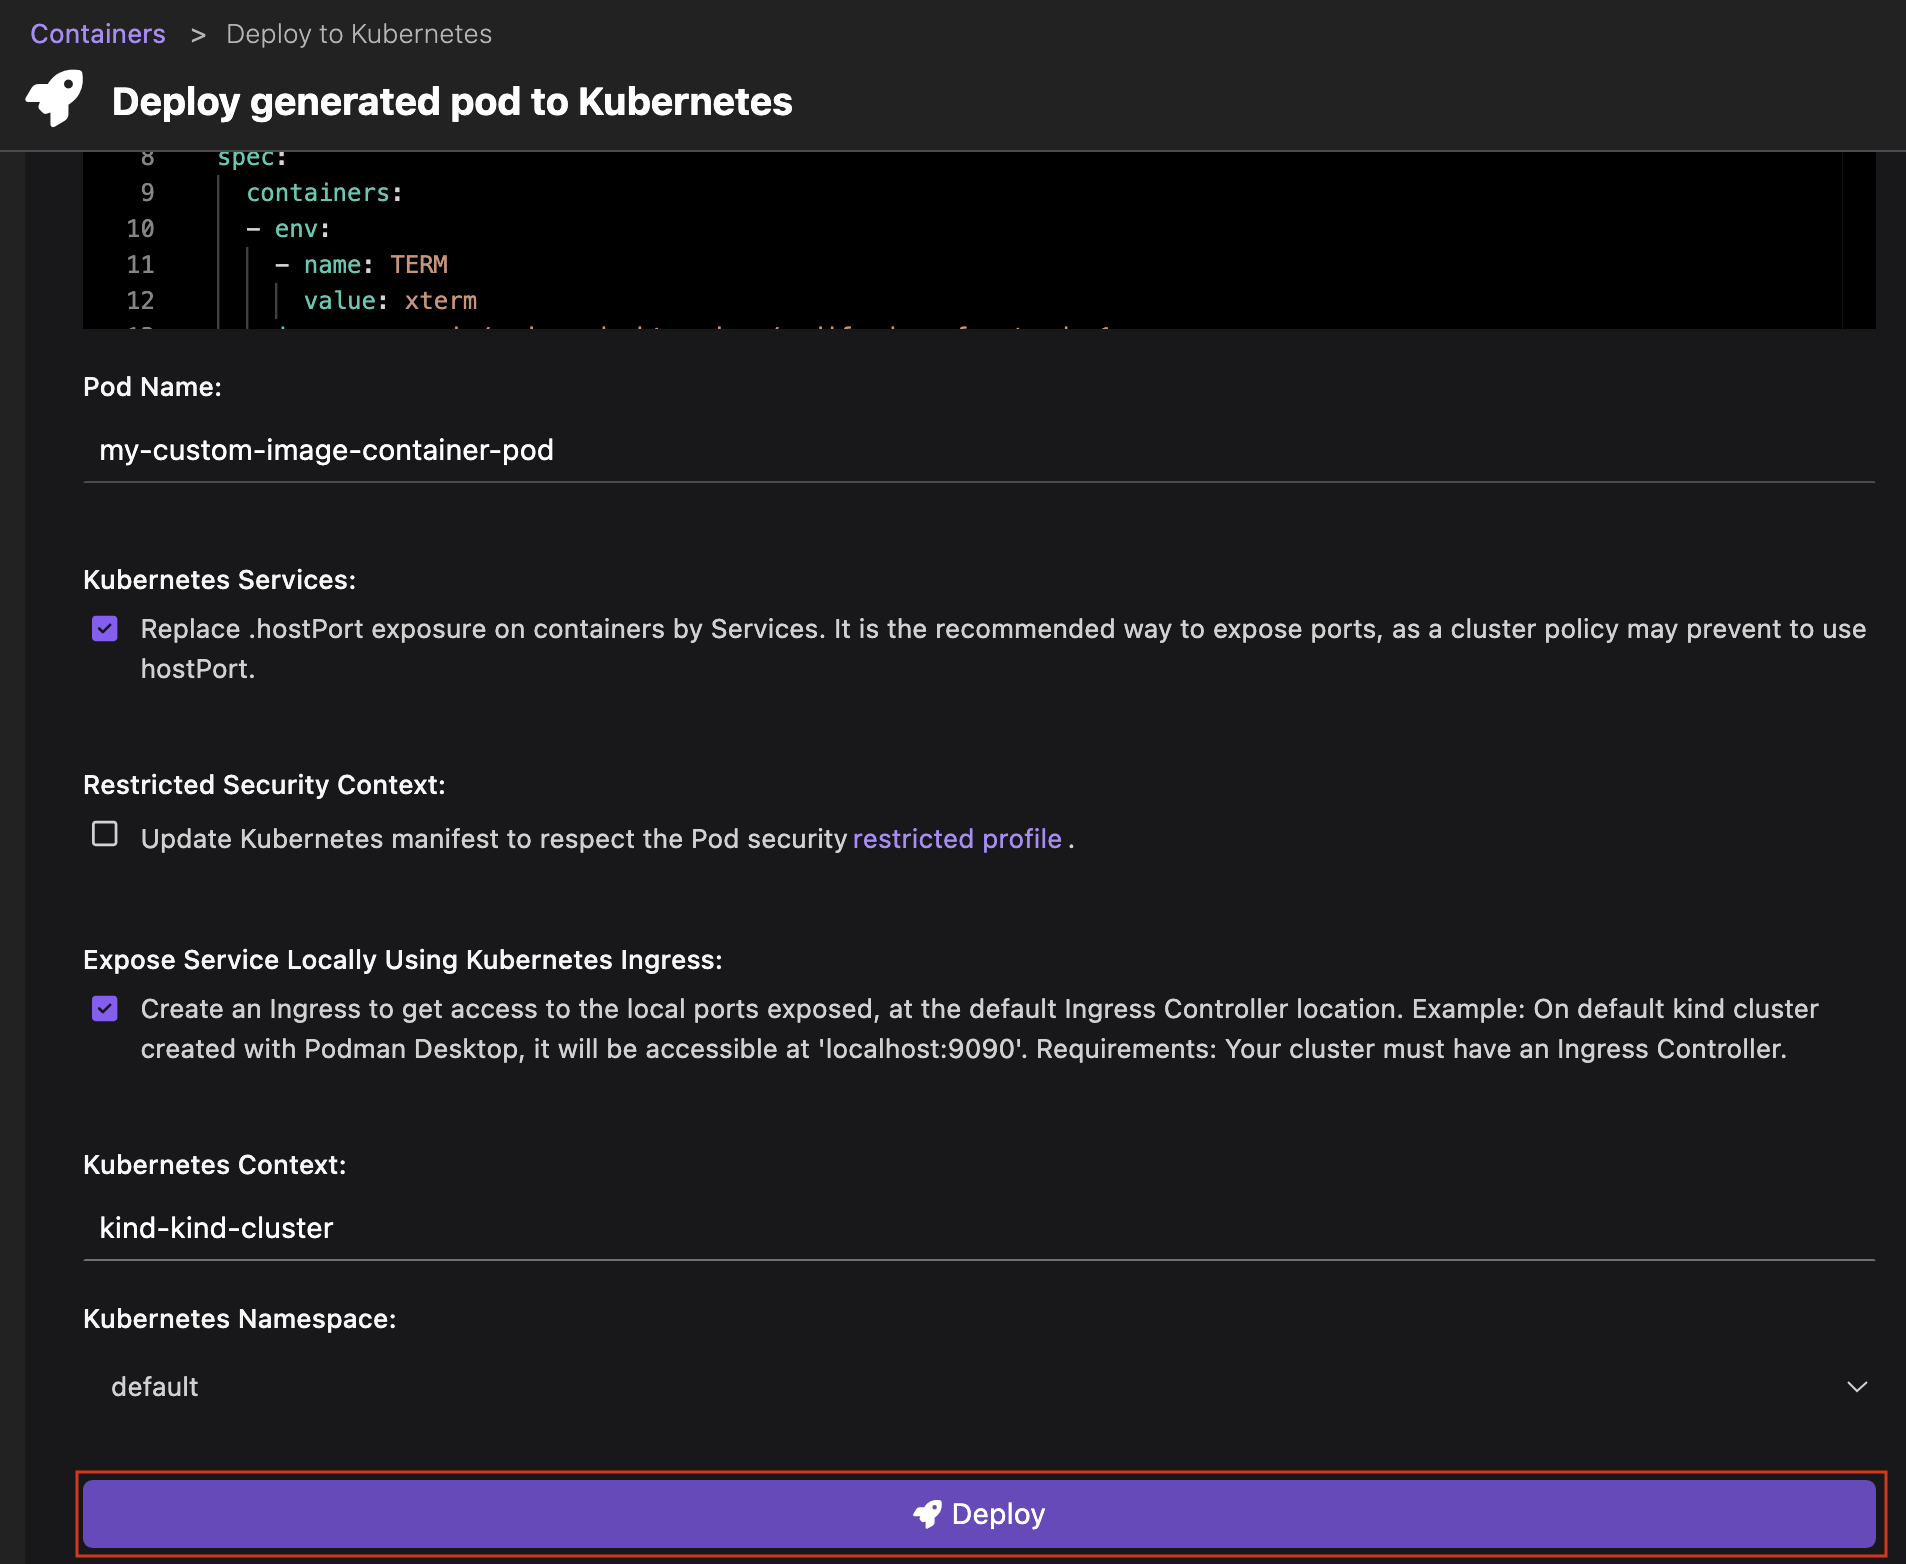 Containers > Deploy to Kubernetes
Deploy generated pod to Kubernetes
8 spec:
9 containers:
10 - env:
11 - name: TERM
12 value: xterm
Pod Name:
my-custom-image-container-pod
Kubernetes Services:
Replace .hostPort exposure on containers by Services. It is the recommended way to expose ports, as a cluster policy may prevent to use
hostPort.
Restricted Security Context:
Update Kubernetes manifest to respect the Pod security restricted profile .
Expose Service Locally Using Kubernetes Ingress:
Create an Ingress to get access to the local ports exposed, at the default Ingress Controller location. Example: On default kind cluster
created with Podman Desktop, it will be accessible at 'localhost:9090'. Requirements: Your cluster must have an Ingress Controller.
Kubernetes Context:
kind-kind-cluster
Kubernetes Namespace:
default
Deploy